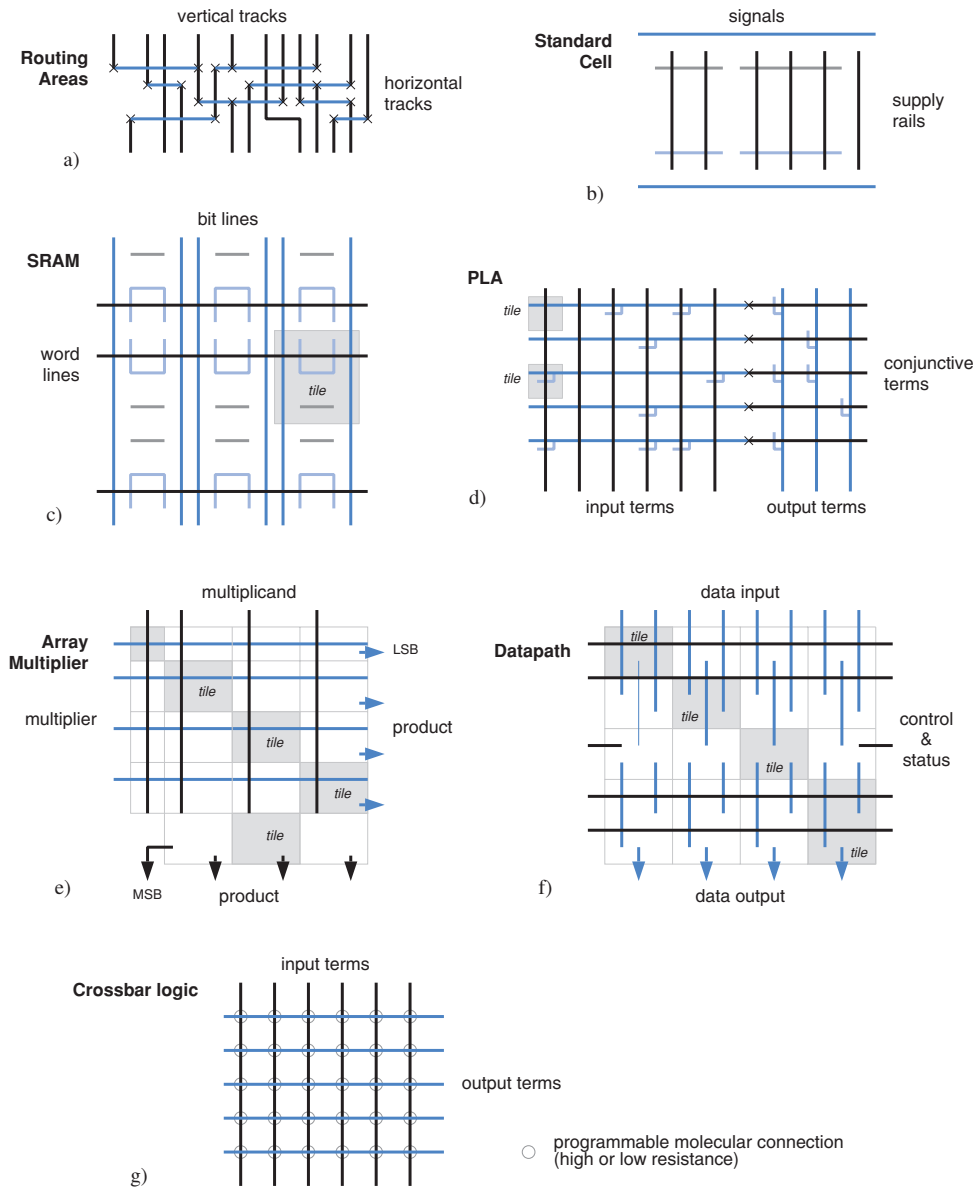 vertical tracks
Routing
Areas
horizontal
tracks
a)
signals
Standard
Cell
supply
rails
b)
bit lines
SRAM
word
lines
tile
c)
PLA
tile
tile
conjunctive
terms
input terms
output terms
d)
multiplicand
Array
Multiplier
LSB
tile
multiplier
product
tile
tile
tile
MSB
product
e)
data input
Datapath
tile
tile
control
&
status
tile
tile
data output
f)
input terms
Crossbar logic
output terms
programmable molecular connection
(high or low resistance)
g)